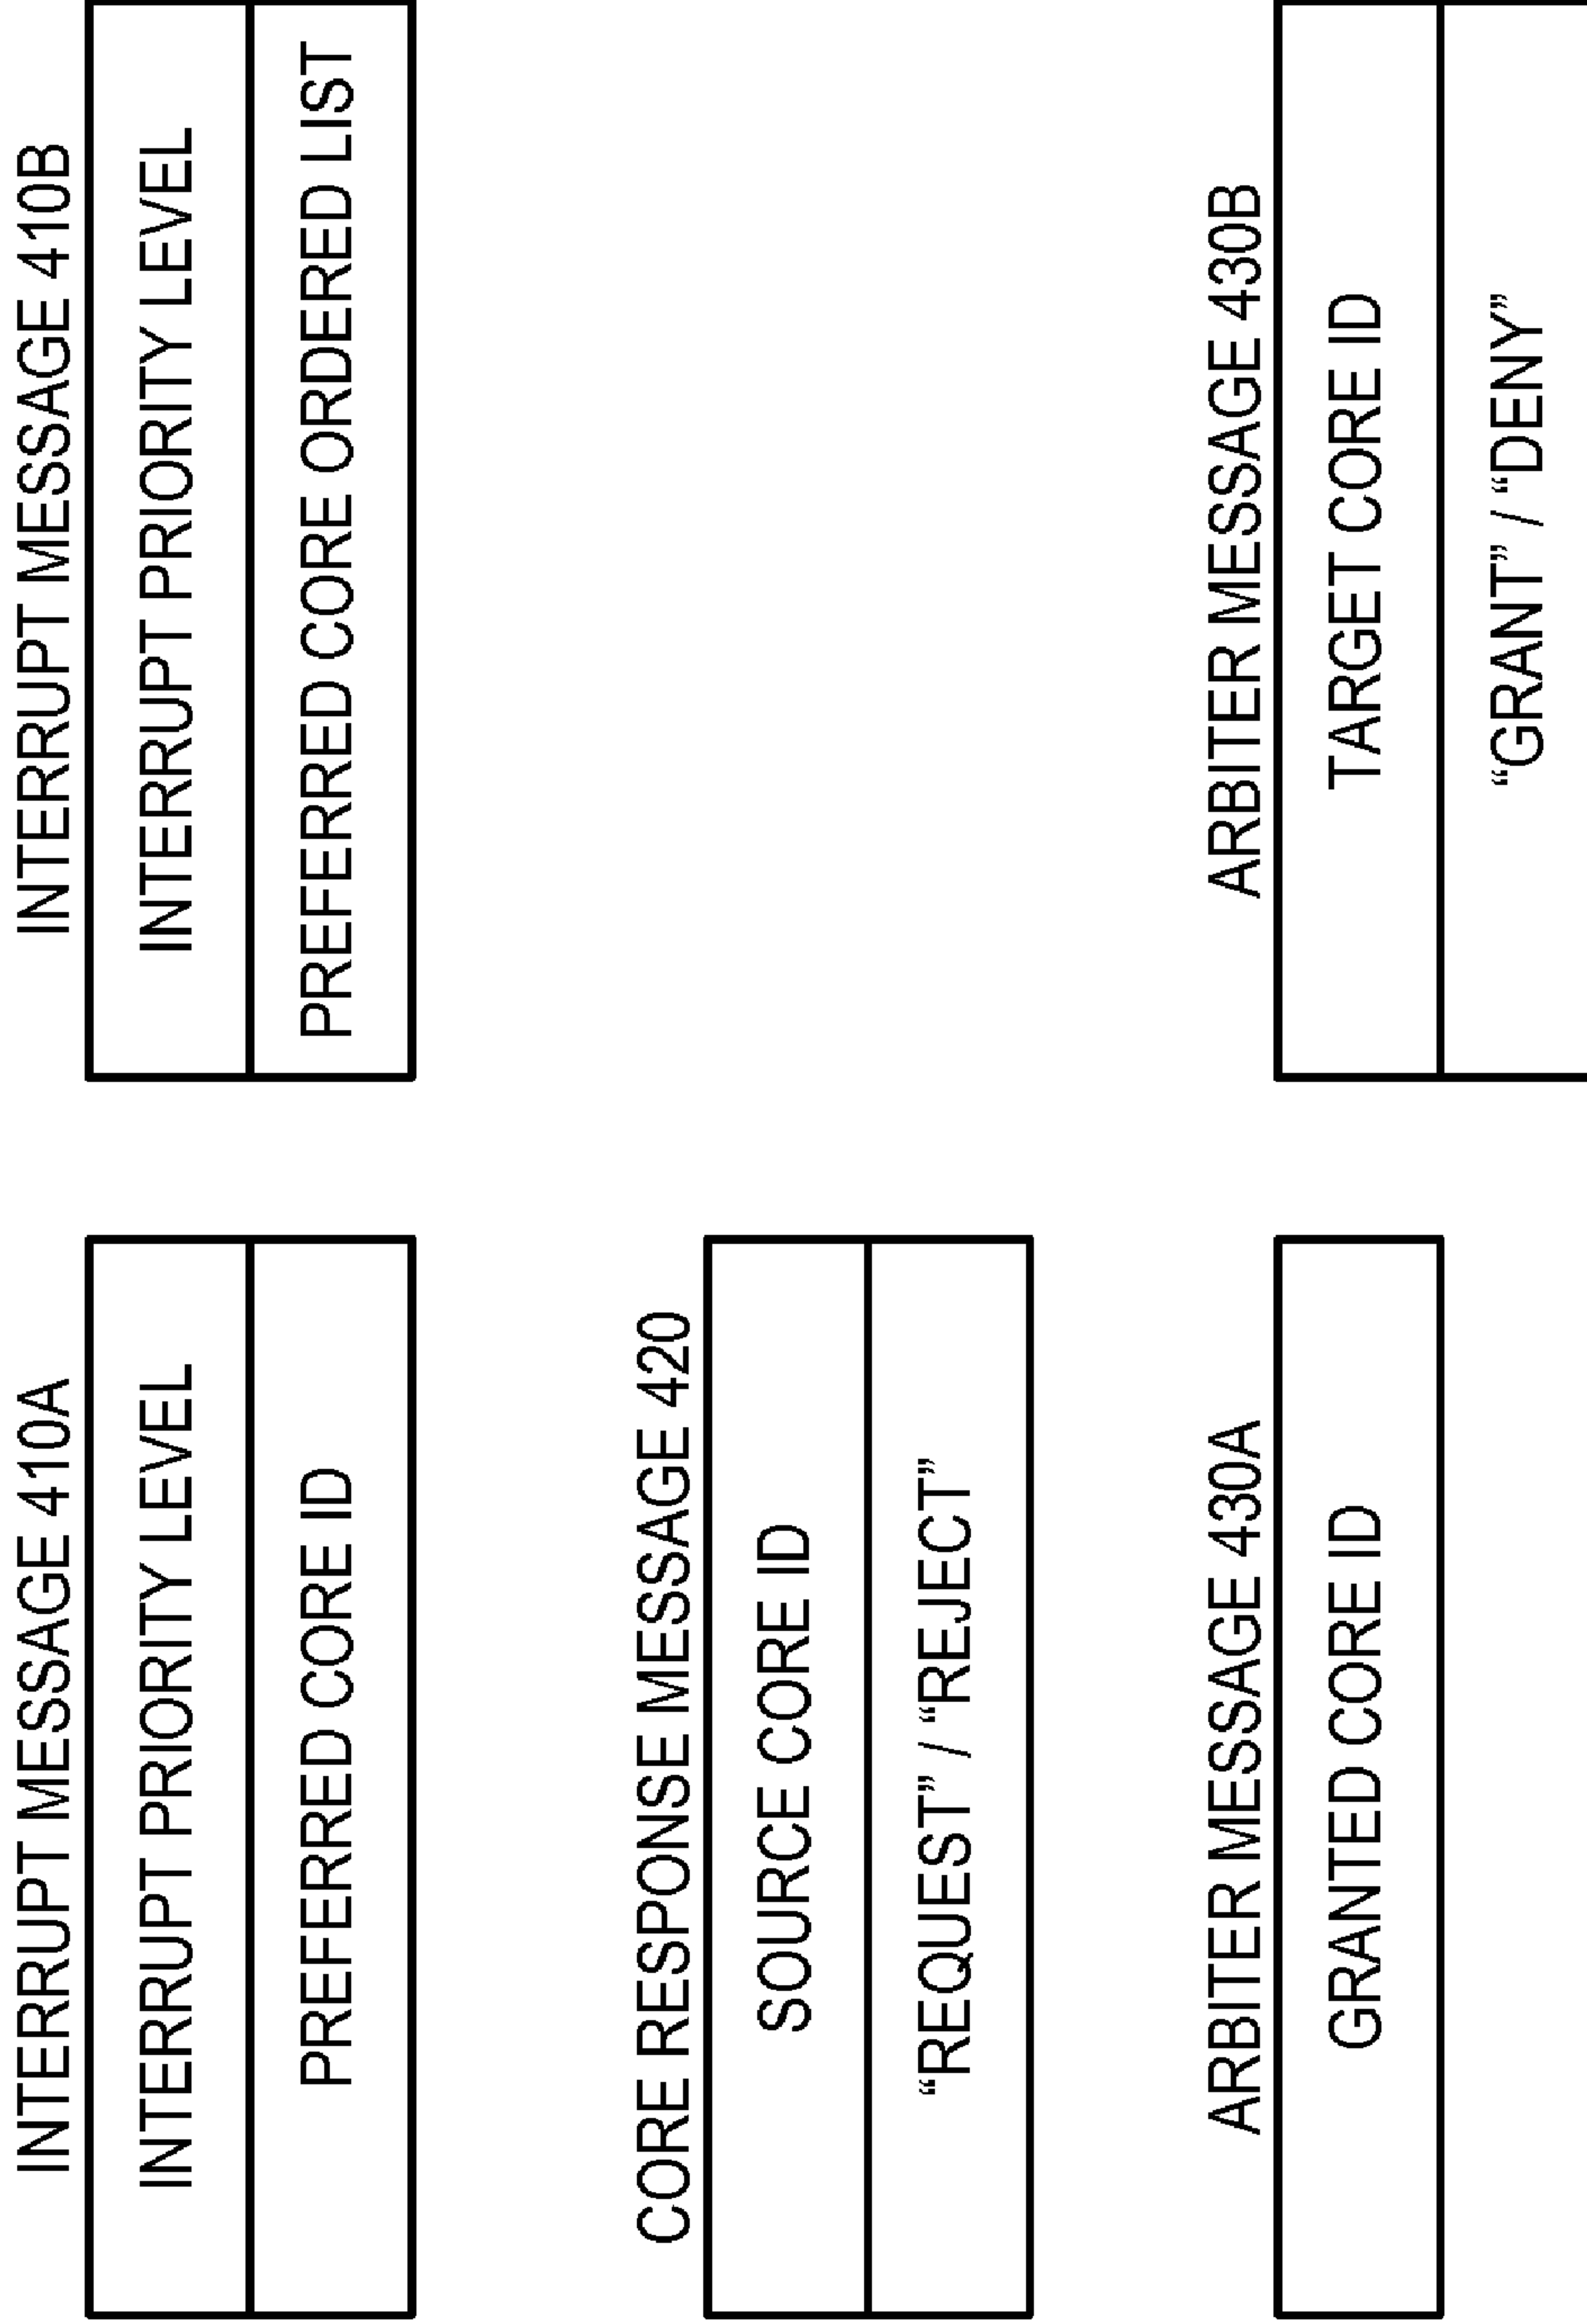 INTERRUPT MESSAGE 410A
INTERRUPT PRIORITY LEVEL
PREFERRED CORE ID
INTERRUPT MESSAGE 410B
INTERRUPT PRIORITY LEVEL
PREFERRED CORE ORDERED LIST
CORE RESPONSE MESSAGE 420
SOURCE CORE ID
“REQUEST” / “REJECT”
ARBITER MESSAGE 430A
GRANTED CORE ID
ARBITER MESSAGE 430B
TARGET CORE ID
“GRANT” / “DENY”